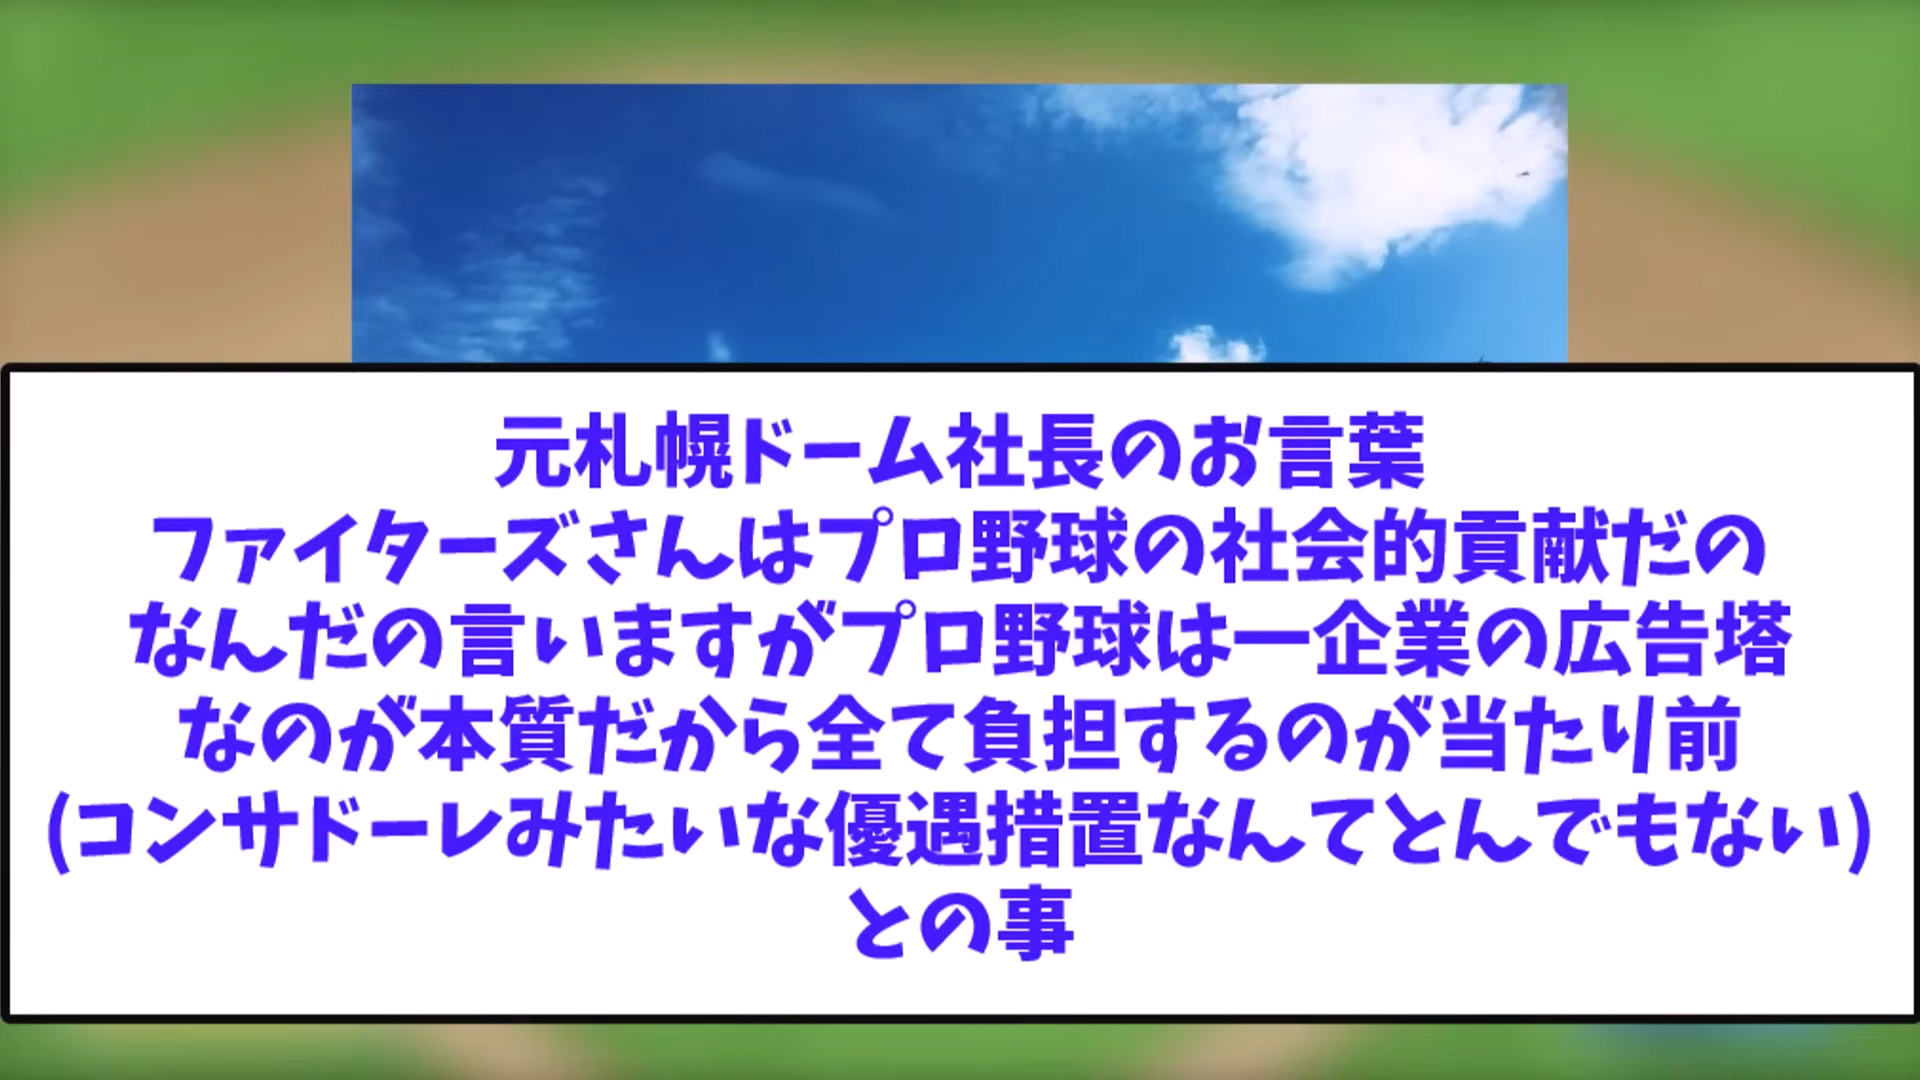 元札幌ドーム社長のお言葉
ファイターズさんはプロ野球の社会的貢献だの
なんだの言いますがプロ野球は一企業の広告塔
なのが本質だから全て負担するのが当たり前
(コンサドーレみたいな優遇措置なんてとんでもない)
との事